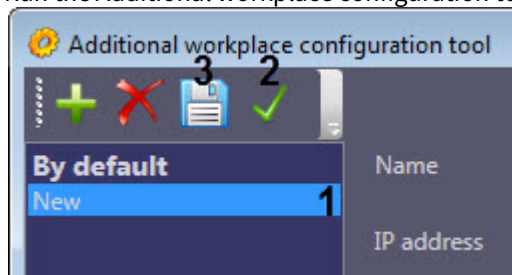 Additional workplace configuration tool
3 2
By default
Name
New 1
IP address